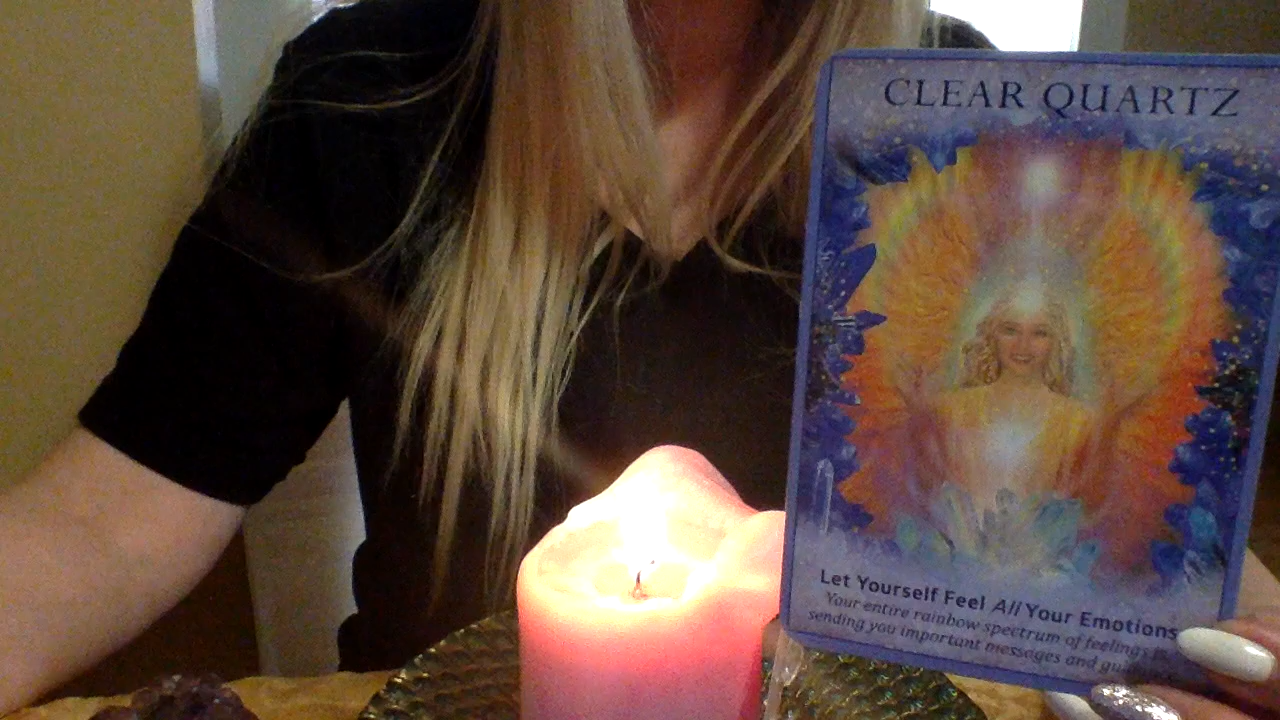 CLEAR QUARTZ
Let Yourself Feel All Your Emotions
Your entire rainbow spectrum of feelings is
sending you important messages and